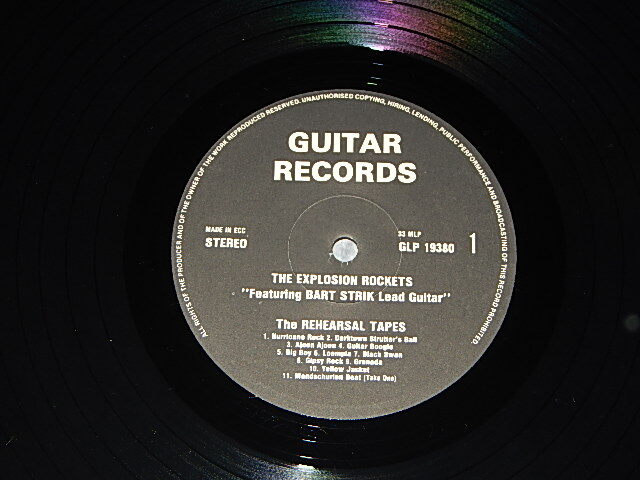 ALL RIGHTS OF THE PRODUCER AND OF THE OWNER OF THE WORK REPRODUCED RESERVED. UNAUTHORISED COPYING, HIRING, LENDING, PUBLIC PERFORMANCE AND BROADCASTING OF THIS RECORD PROHIBITED.
GUITAR
RECORDS
MADE IN EEC
STEREO
33 MLP
GLP 19380
1
THE EXPLOSION ROCKETS
"Featuring BART STRIK Lead Guitar"
The REHEARSAL TAPES
1. Hurricane Rock 2. Darktown Strutter's Ball
3. Ajoen Ajoen 4. Guitar Boogie
5. Big Boy 6. Loempia 7. Black Swan
8. Gipsy Rock 9. Granada
10. Yellow Jacket
11. Mandschurian Beat (Take One)